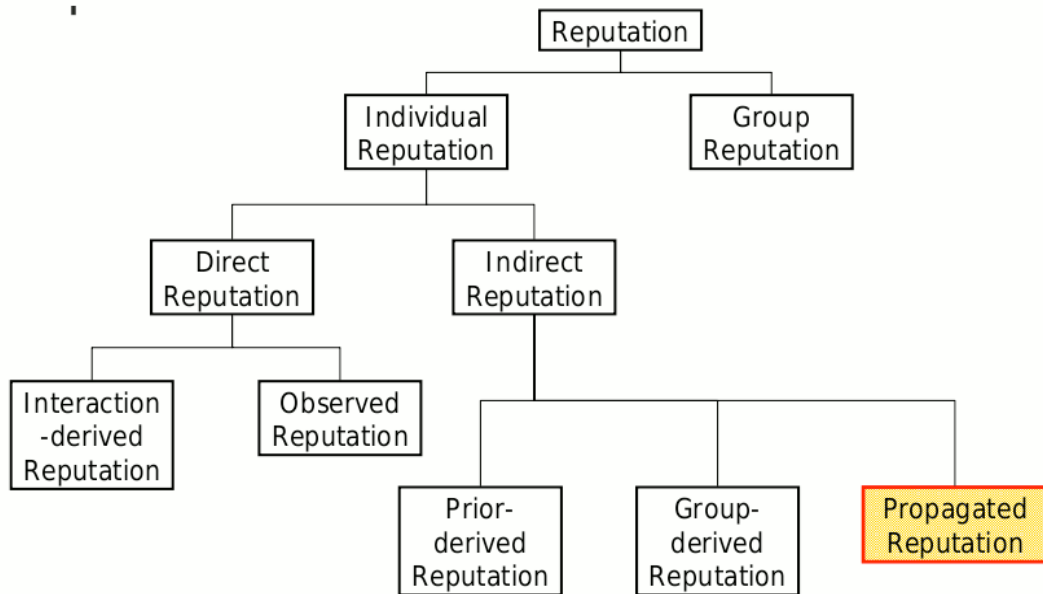 Reputation
Individual
Reputation
Group
Reputation
Direct
Reputation
Indirect
Reputation
Interaction
-derived
Reputation
Observed
Reputation
Prior-
derived
Reputation
Group-
derived
Reputation
Propagated
Reputation